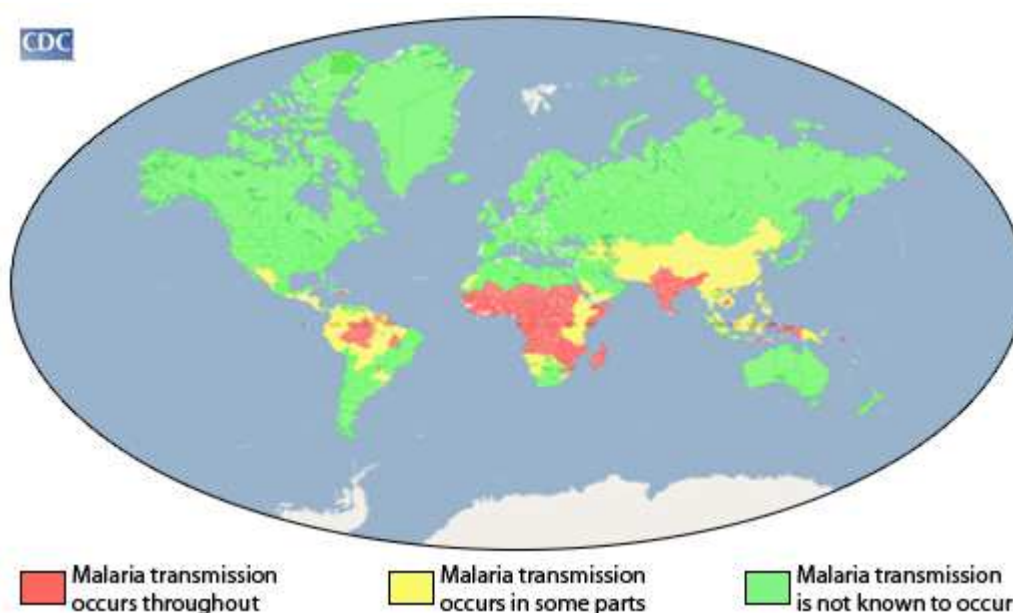 CDC
Malaria transmission
occurs throughout
Malaria transmission
occurs in some parts
Malaria transmission
is not known to occur